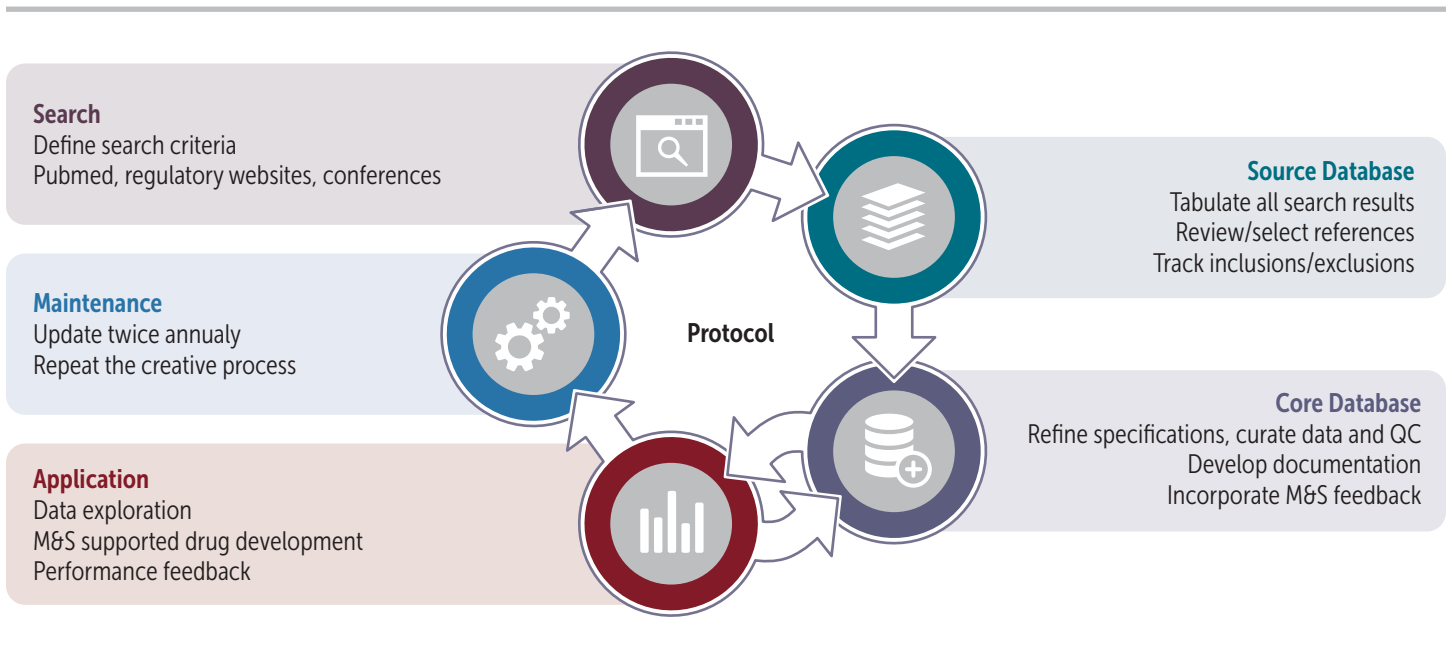 Search
Define search criteria
Pubmed, regulatory websites, conferences
Source Database
Tabulate all search results
Review/select references
Track inclusions/exclusions
Maintenance
Update twice annualy
Repeat the creative process
Protocol
Core Database
Refine specifications, curate data and QC
Develop documentation
Incorporate M&S feedback
Application
Data exploration
M&S supported drug development
Performance feedback